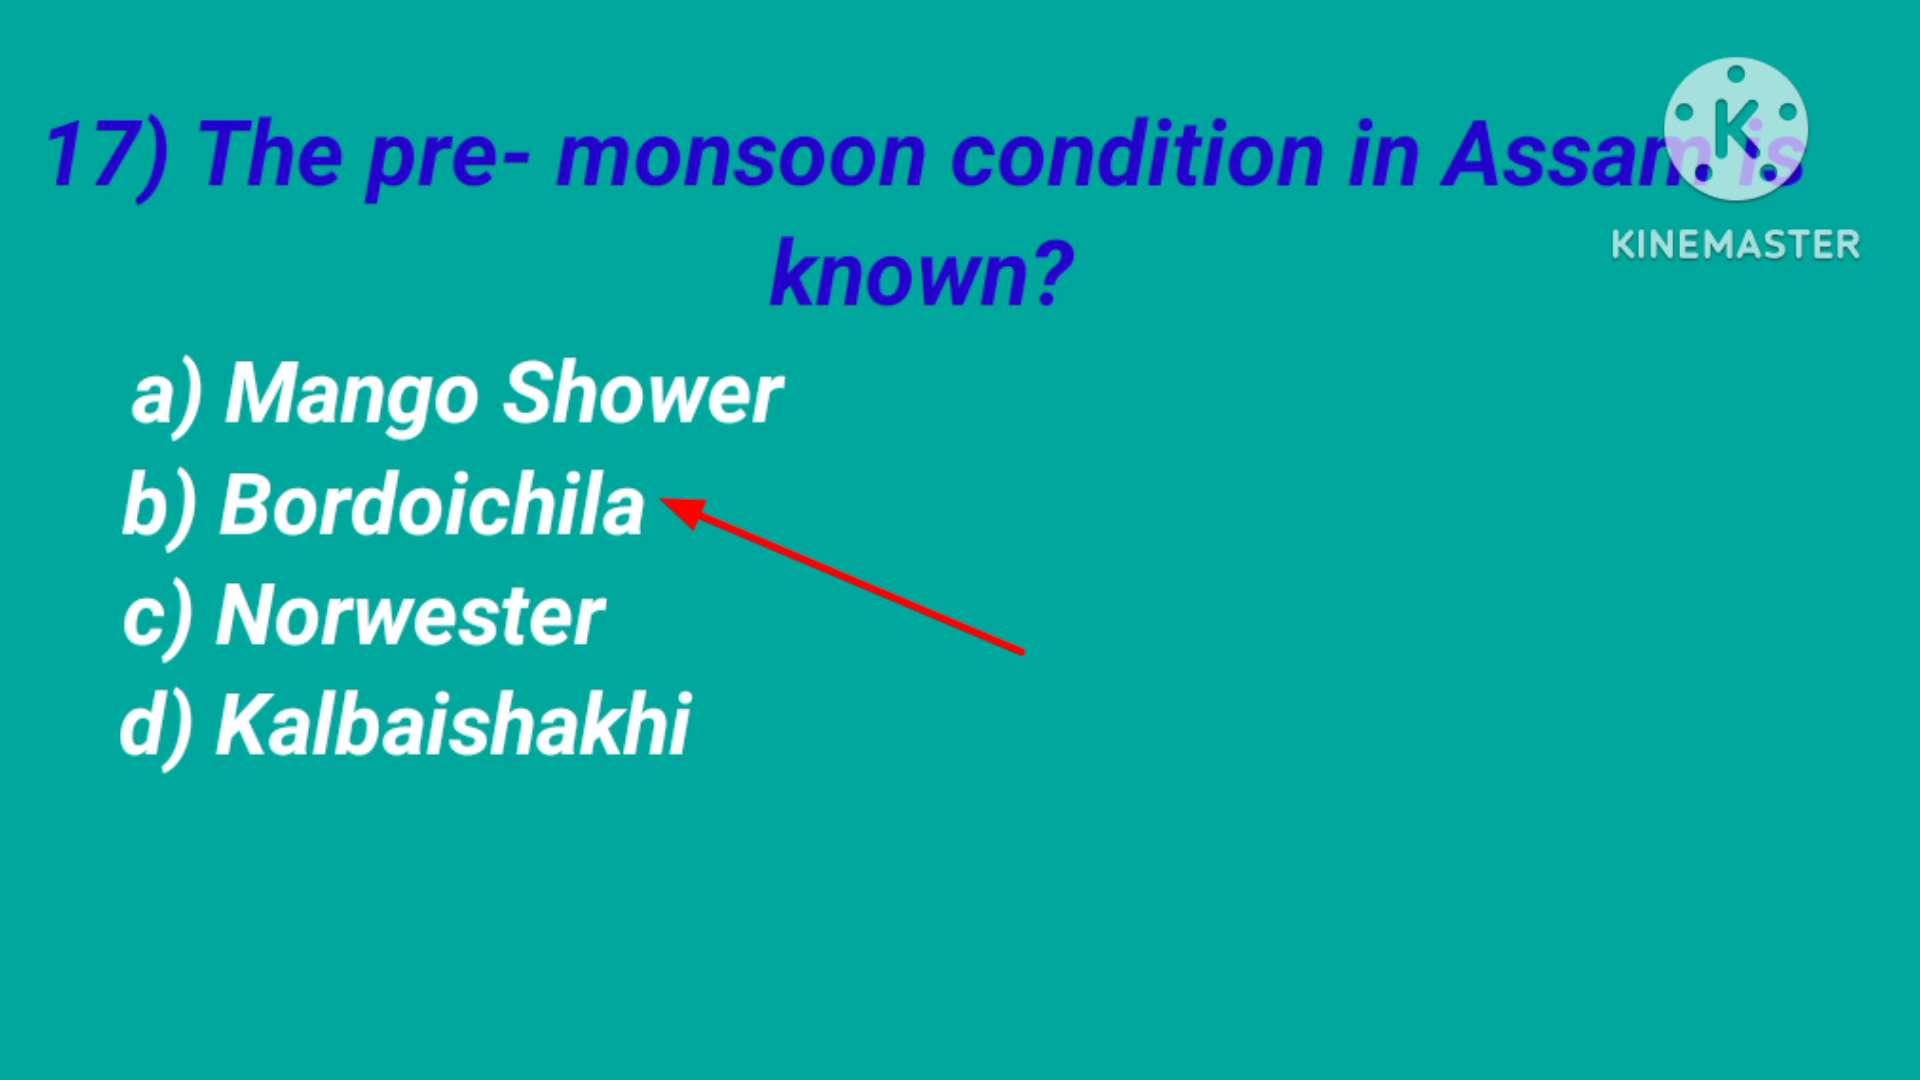 17) The pre- monsoon condition in Assam is
known?
a) Mango Shower
b) Bordoichila
c) Norwester
d) Kalbaishakhi
K
KINEMASTER